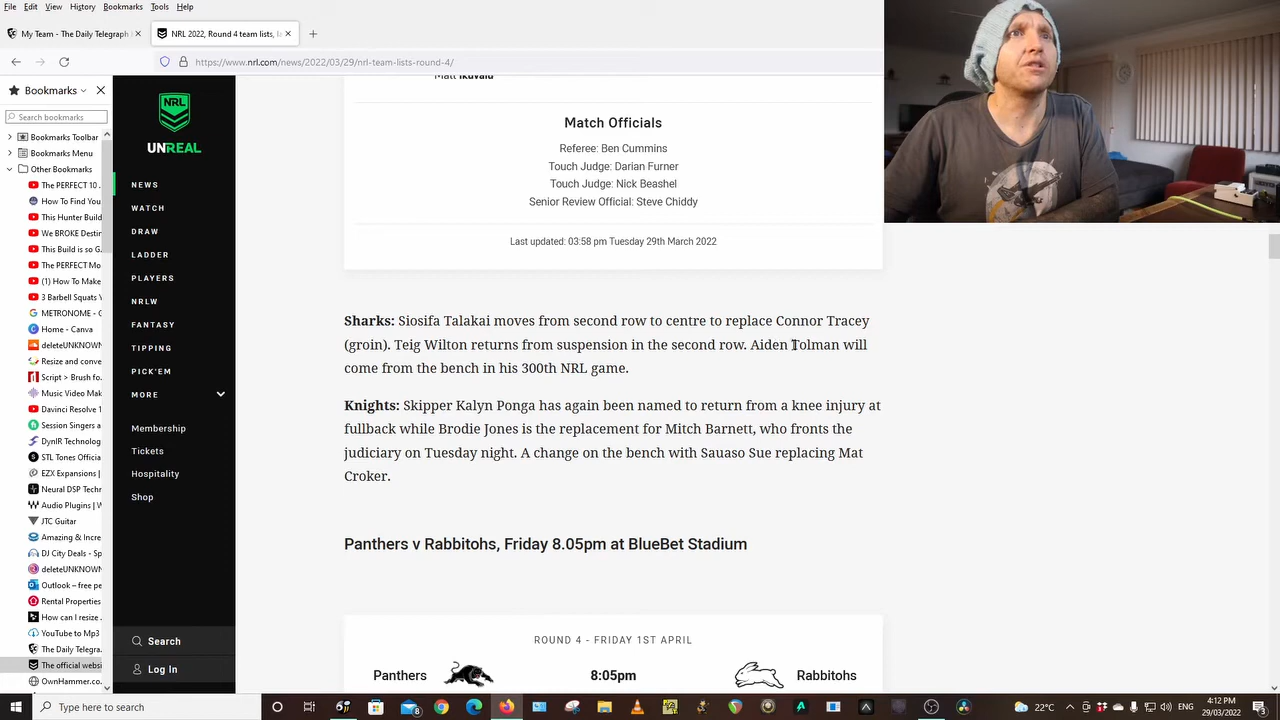 File Edit View History Bookmarks Tools Help
My Team - The Daily Telegraph
NRL 2022, Round 4 team lists,
https://www.nrl.com/news/2022/03/29/nrl-team-lists-round-4/
Bookmarks
Search bookmarks
Bookmarks Toolbar
Bookmarks Menu
Other Bookmarks
The PERFECT 10
How To Find You
This Hunter Build
We BROKE Destin
This Build is so G
The PERFECT Mo
(1) How To Make
3 Barbell Squats Y
METRONOME - G
Home - Canva
deleteUNKNOWN
Resize and conve
Script > Brush fo
Music Video Mak
Davinci Resolve 1
Session Singers a
DynIR Technolog
STL Tones Officia
EZX Expansions |
Neural DSP Tech
Audio Plugins | W
JTC Guitar
Amazing & Incre
DJ City Deals - Sp
deleteUNKNOWN
Outlook – free pe
Rental Properties
How can I resize
YouTube to Mp3
The Daily Telegra
The official websi
OwnHammer.co
NRL
UNREAL
NEWS
WATCH
DRAW
LADDER
PLAYERS
NRLW
FANTASY
TIPPING
PICK'EM
MORE
Membership
Tickets
Hospitality
Shop
Search
Log In
Matt Ikuvalu
Match Officials
Referee: Ben Cummins
Touch Judge: Darian Furner
Touch Judge: Nick Beashel
Senior Review Official: Steve Chiddy
Last updated: 03:58 pm Tuesday 29th March 2022
Sharks: Siosifa Talakai moves from second row to centre to replace Connor Tracey
(groin). Teig Wilton returns from suspension in the second row. Aiden Tolman will
come from the bench in his 300th NRL game.
Knights: Skipper Kalyn Ponga has again been named to return from a knee injury at
fullback while Brodie Jones is the replacement for Mitch Barnett, who fronts the
judiciary on Tuesday night. A change on the bench with Sauaso Sue replacing Mat
Croker.
Panthers v Rabbitohs, Friday 8.05pm at BlueBet Stadium
ROUND 4 - FRIDAY 1ST APRIL
Panthers 8:05pm Rabbitohs
Type here to search
22°C
4:12 PM
29/03/2022